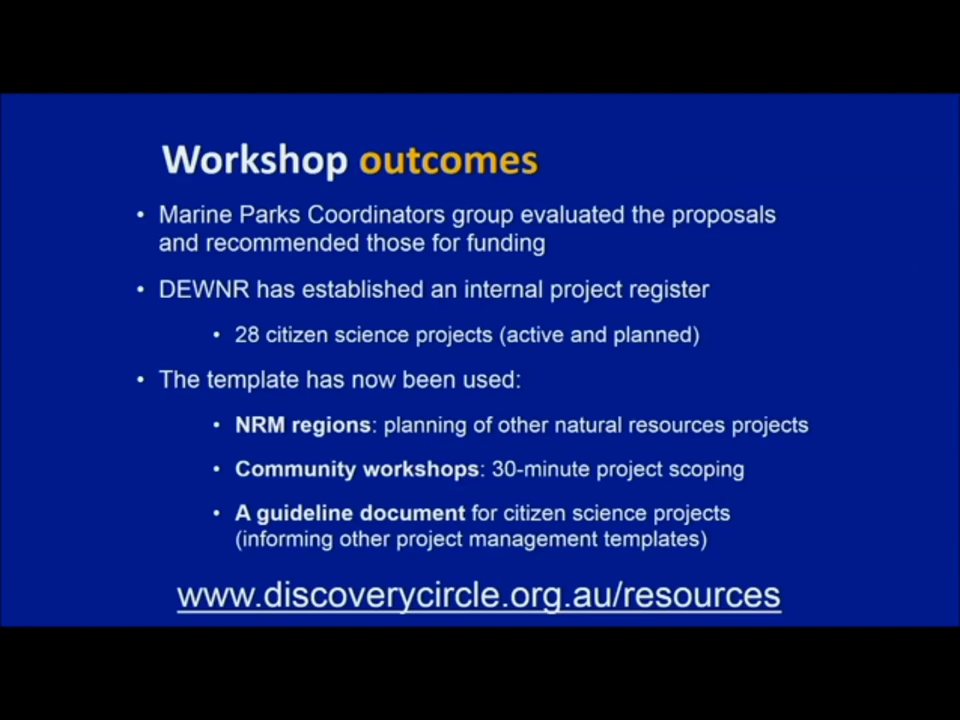 Workshop outcomes
• Marine Parks Coordinators group evaluated the proposals
and recommended those for funding
• DEWNR has established an internal project register
• 28 citizen science projects (active and planned)
• The template has now been used:
• NRM regions: planning of other natural resources projects
• Community workshops: 30-minute project scoping
• A guideline document for citizen science projects
(informing other project management templates)
www.discoverycircle.org.au/resources